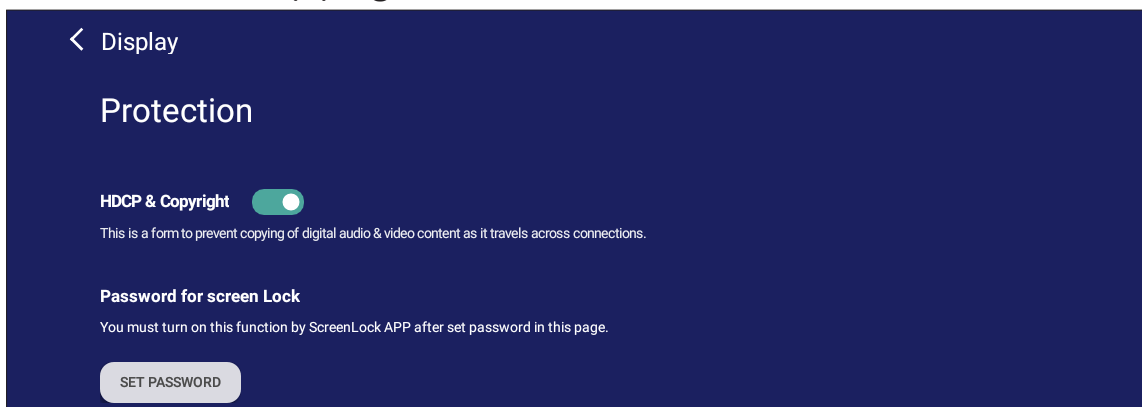 Display
Protection
HDCP & Copyright
This is a form to prevent copying of digital audio & video content as it travels across connections.
Password for screen Lock
You must turn on this function by ScreenLock APP after set password in this page.
SET PASSWORD